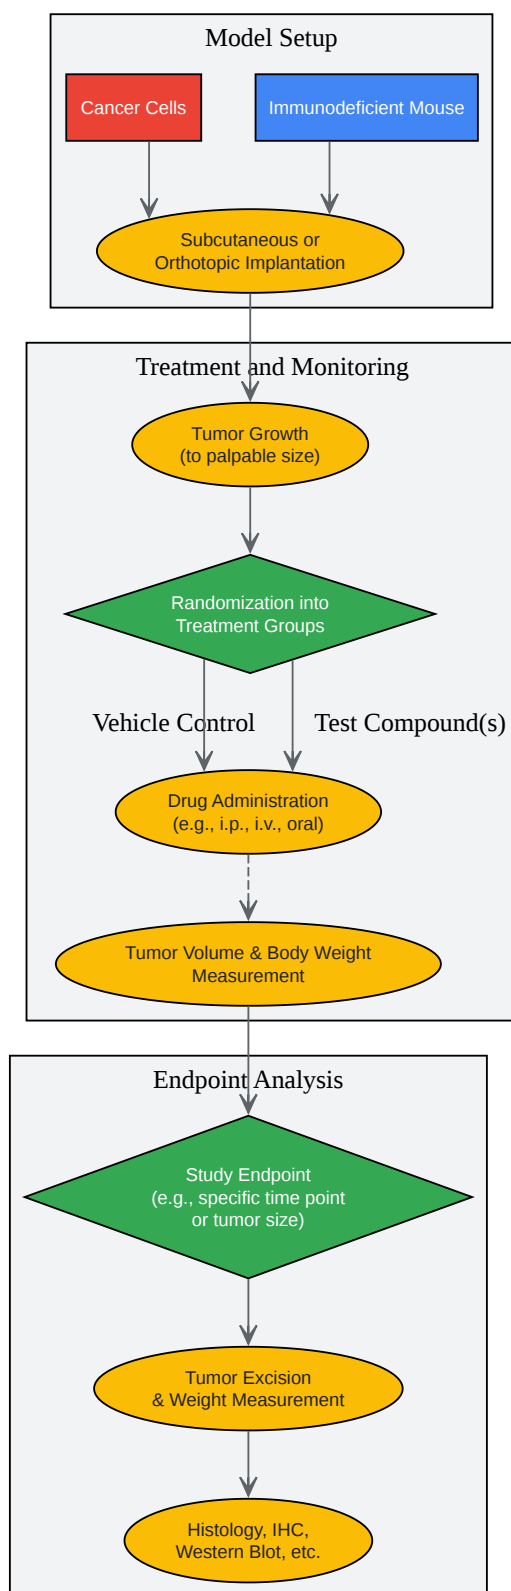 Model Setup
Cancer Cells
Immunodeficient Mouse
Subcutaneous or
Orthotopic Implantation
Treatment and Monitoring
Tumor Growth
(to palpable size)
Randomization into
Treatment Groups
Vehicle Control
Test Compound(s)
Drug Administration
(e.g., i.p., i.v., oral)
Tumor Volume & Body Weight
Measurement
Endpoint Analysis
Study Endpoint
(e.g., specific time point
or tumor size)
Tumor Excision
& Weight Measurement
Histology, IHC,
Western Blot, etc.